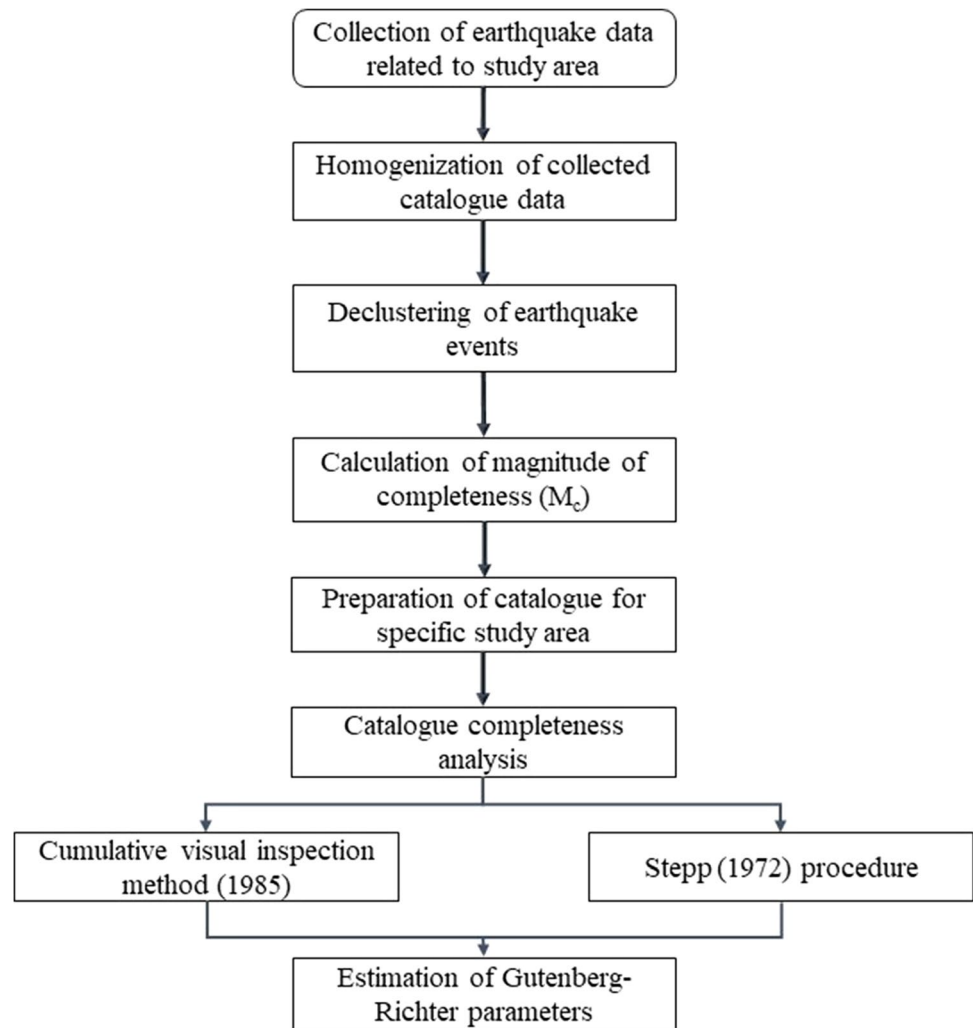 Collection of earthquake data
related to study area
Homogenization of collected
catalogue data
Declustering of earthquake
events
Calculation of magnitude of
completeness (Mc)
Preparation of catalogue for
specific study area
Catalogue completeness
analysis
Cumulative visual inspection
method (1985)
Stepp (1972) procedure
Estimation of Gutenberg-
Richter parameters